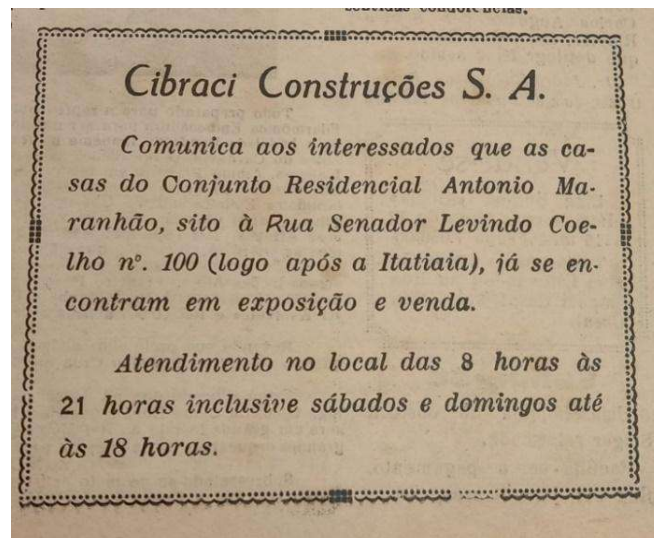 Cibraci Construções S. A.
Comunica aos interessados que as ca-
sas do Conjunto Residencial Antonio Ma-
ranhão, sito à Rua Senador Levindo Coe-
lho nº. 100 (logo após a Itatiaia), já se en-
contram em exposição e venda.
Atendimento no local das 8 horas às
21 horas inclusive sábados e domingos até
às 18 horas.